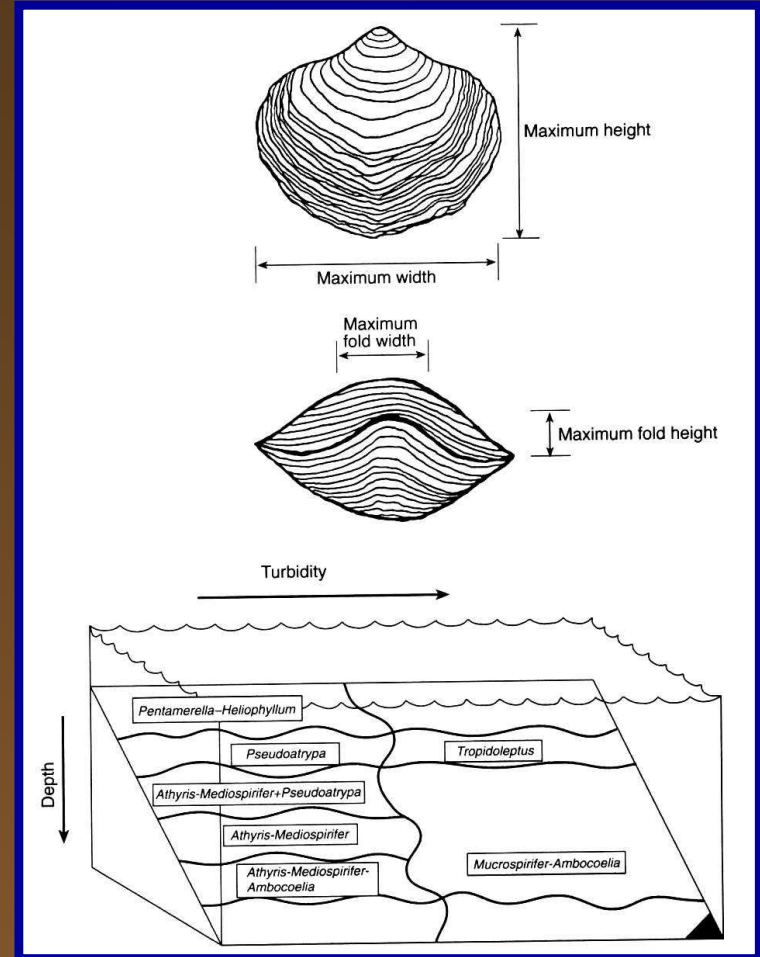 Maximum height
Maximum width
Maximum
fold width
Maximum fold height
Turbidity
Depth
Pentamerella–Heliophyllum
Pseudoatrypa
Tropidoleptus
Athyris-Mediospirifer+Pseudoatrypa
Athyris-Mediospirifer
Mucrospirifer-Ambocoelia
Athyris-Mediospirifer-
Ambocoelia